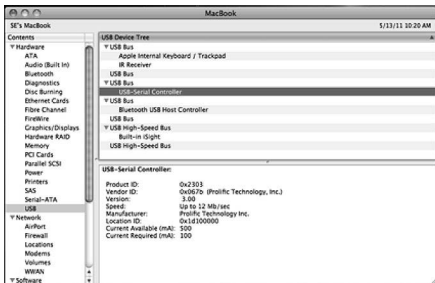 MacBook
SE's MacBook
5/13/11 10:20 AM
Contents
Hardware
ATA
Audio (Built In)
Bluetooth
Diagnostics
Disc Burning
Ethernet Cards
Fibre Channel
FireWire
Graphics/Displays
Hardware RAID
Memory
PCI Cards
Parallel SCSI
Power
Printers
SAS
Serial-ATA
USB
Network
AirPort
Firewall
Locations
Modems
Volumes
WWAN
Software
USB Device Tree
USB Bus
Apple Internal Keyboard / Trackpad
IR Receiver
USB Bus
USB Bus
USB-Serial Controller
USB Bus
Bluetooth USB Host Controller
USB Bus
USB High-Speed Bus
Built-in iSight
USB High-Speed Bus
USB-Serial Controller:
Product ID: 0x2303
Vendor ID: 0x067b (Prolific Technology, Inc.)
Version: 3.00
Speed: Up to 12 Mb/sec
Manufacturer: Prolific Technology Inc.
Location ID: 0x1d100000
Current Available (mA): 500
Current Required (mA): 100